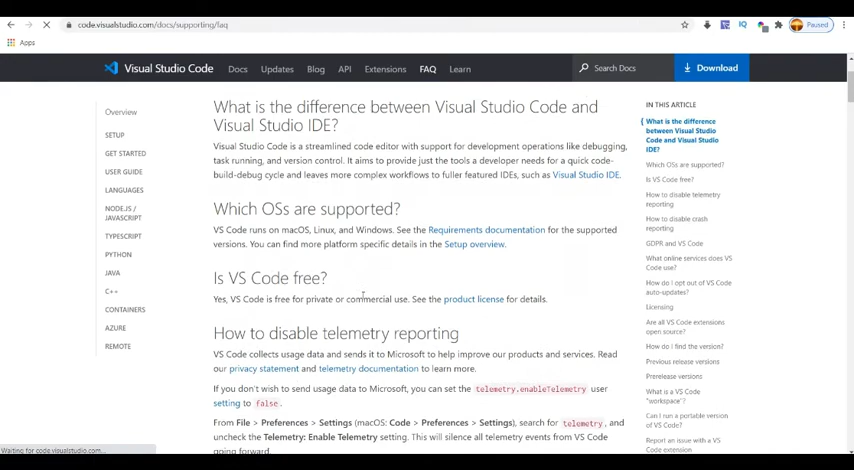 code.visualstudio.com/docs/supporting/faq
Paused
Apps
Visual Studio Code
Docs
Updates
Blog
API
Extensions
FAQ
Learn
Search Docs
Download
Overview
SETUP
GET STARTED
USER GUIDE
LANGUAGES
NODE.JS /
JAVASCRIPT
TYPESCRIPT
PYTHON
JAVA
C++
CONTAINERS
AZURE
REMOTE
What is the difference between Visual Studio Code and
Visual Studio IDE?
Visual Studio Code is a streamlined code editor with support for development operations like debugging,
task running, and version control. It aims to provide just the tools a developer needs for a quick code-
build-debug cycle and leaves more complex workflows to fuller featured IDEs, such as Visual Studio IDE.
Which OSs are supported?
VS Code runs on macOS, Linux, and Windows. See the Requirements documentation for the supported
versions. You can find more platform specific details in the Setup overview.
Is VS Code free?
Yes, VS Code is free for private or commercial use. See the product license for details.
How to disable telemetry reporting
VS Code collects usage data and sends it to Microsoft to help improve our products and services. Read
our privacy statement and telemetry documentation to learn more.
If you don't wish to send usage data to Microsoft, you can set the telemetry.enableTelemetry user
setting to false.
From File > Preferences > Settings (macOS: Code > Preferences > Settings), search for telemetry, and
uncheck the Telemetry: Enable Telemetry setting. This will silence all telemetry events from VS Code
going forward.
IN THIS ARTICLE
What is the difference
between Visual Studio
Code and Visual Studio
IDE?
Which OSs are supported?
Is VS Code free?
How to disable telemetry
reporting
How to disable crash
reporting
GDPR and VS Code
What online services does VS
Code use?
How do I opt out of VS Code
auto-updates?
Licensing
Are all VS Code extensions
open source?
How do I find the version?
Previous release versions
Prerelease versions
What is a VS Code
"workspace"?
Can I run a portable version
of VS Code?
Report an issue with a VS
Code extension
Waiting for code.visualstudio.com...